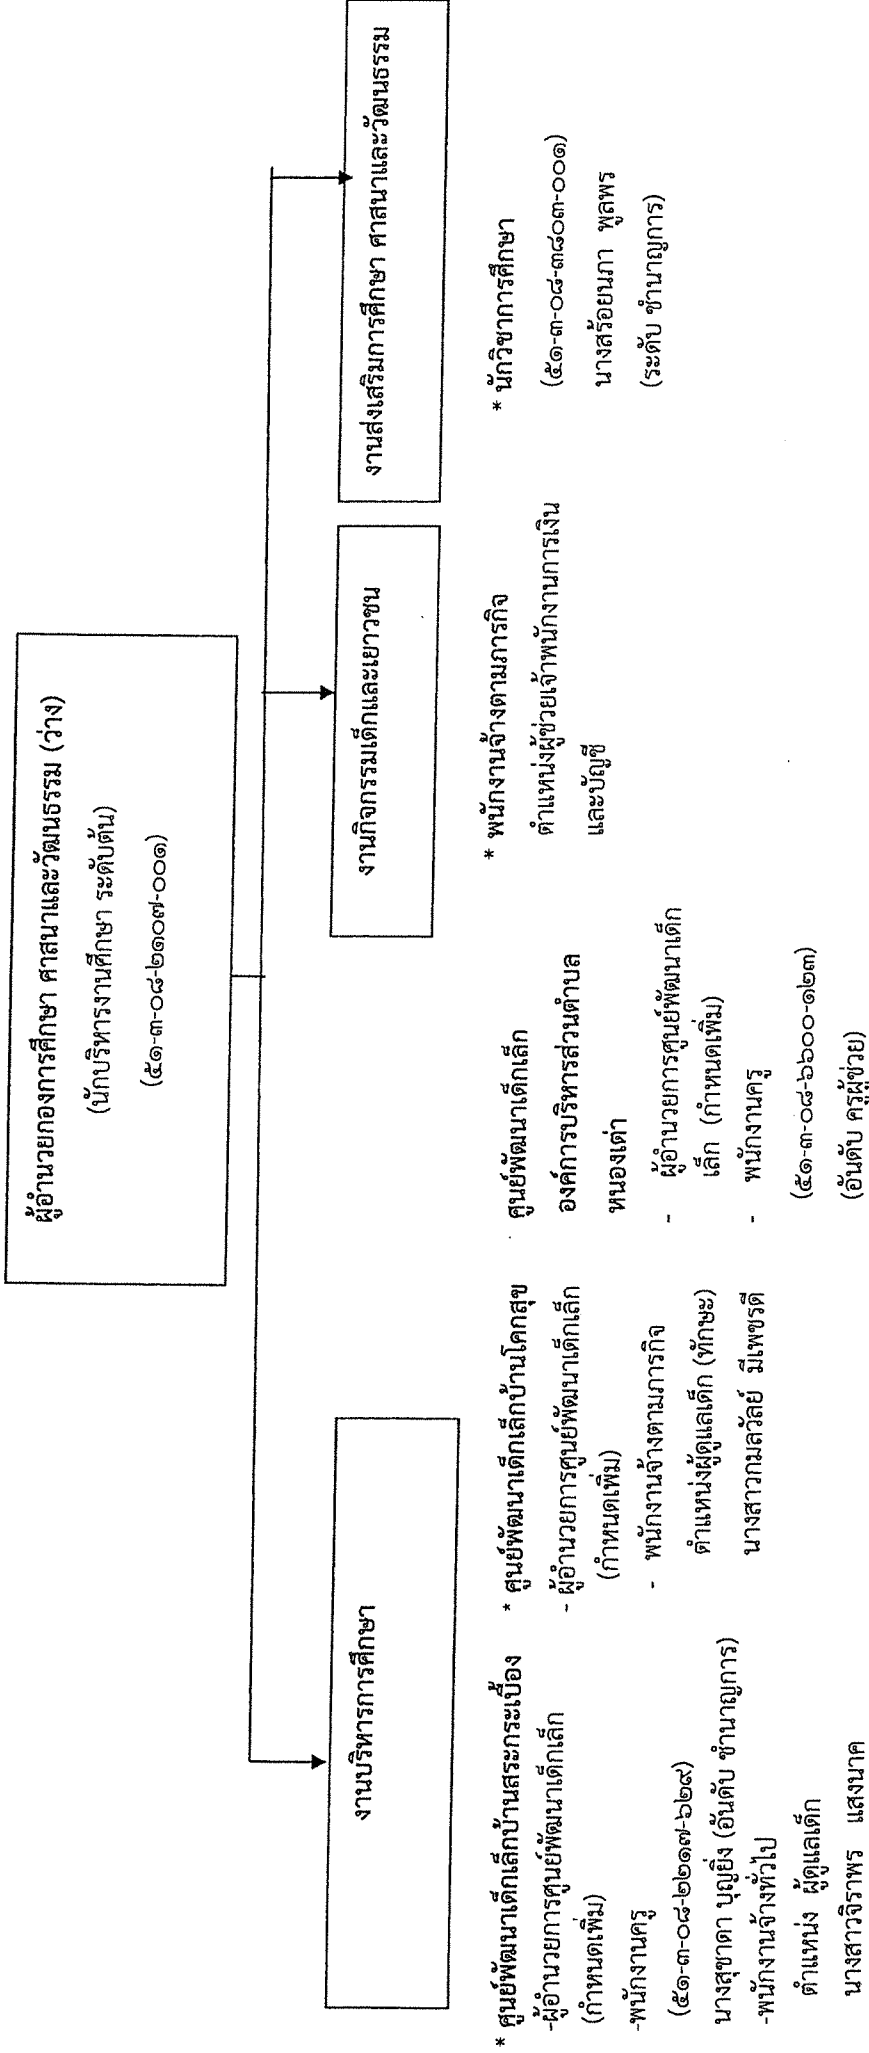 ผู้อำนวยกองการศึกษา ศาสนาและวัฒนธรรม (ว่าง)
(นักบริหารงานศึกษา ระดับต้น)
(๕๑-๓-๐๘-๒๑๐๗-๐๐๑)
งานบริหารการศึกษา
งานกิจกรรมเด็กและเยาวชน
งานส่งเสริมการศึกษา ศาสนาและวัฒนธรรม
* ศูนย์พัฒนาเด็กเล็กบ้านสระกระเบื้อง
-ผู้อำนวยการศูนย์พัฒนาเด็กเล็ก
(กำหนดเพิ่ม)
-พนักงานครู
(๕๑-๓-๐๘-๒๒๑๗-๖๒๙)
นางสุชาดา บุญยิ่ง (อันดับ ชำนาญการ)
-พนักงานจ้างทั่วไป
ตำแหน่ง ผู้ดูแลเด็ก
นางสาวจิราพร แสงนาค
* ศูนย์พัฒนาเด็กเล็กบ้านโคกสุข
- ผู้อำนวยการศูนย์พัฒนาเด็กเล็ก
(กำหนดเพิ่ม)
- พนักงานจ้างตามภารกิจ
ตำแหน่งผู้ดูแลเด็ก (ทักษะ)
นางสาวกมลวัลย์ มีเพชรดี
ศูนย์พัฒนาเด็กเล็ก
องค์การบริหารส่วนตำบล
หนองเต่า
- ผู้อำนวยการศูนย์พัฒนาเด็ก
เล็ก (กำหนดเพิ่ม)
- พนักงานครู
(๕๑-๓-๐๘-๖๖๐๐-๑๒๓)
(อันดับ ครูผู้ช่วย)
* พนักงานจ้างตามภารกิจ
ตำแหน่งผู้ช่วยเจ้าพนักงานการเงิน
และบัญชี
* นักวิชาการศึกษา
(๕๑-๓-๐๘-๓๘๐๓-๐๐๑)
นางสร้อยนภา พูลพร
(ระดับ ชำนาญการ)